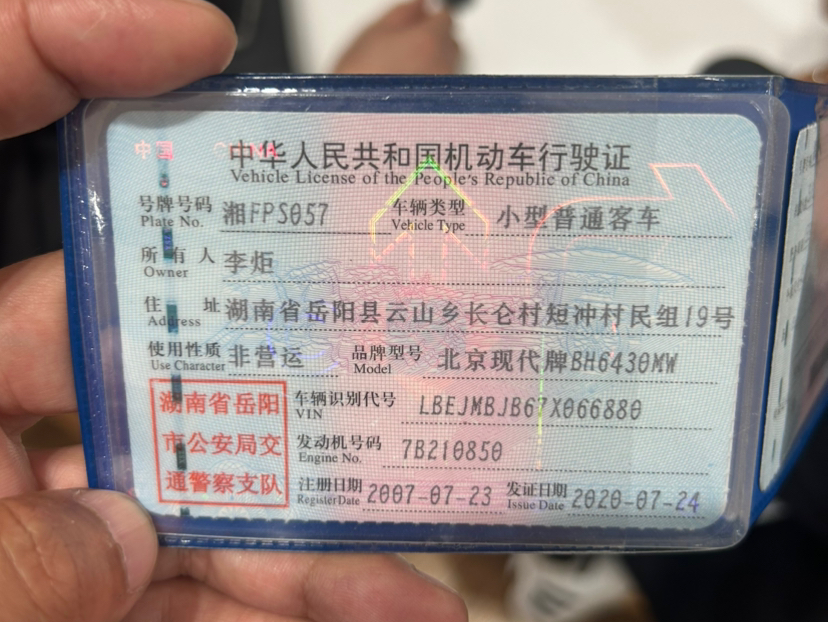 中国 CHINA
中华人民共和国机动车行驶证
Vehicle License of the People's Republic of China
号牌号码 湘FPS057 车辆类型 小型普通客车
Plate No. Vehicle Type
所有人 李炬
Owner
住址 湖南省岳阳县云山乡长仑村短冲村民组19号
Address
使用性质 非营运 品牌型号 北京现代牌BH6430MW
Use Character Model
湖南省岳阳
市公安局交
通警察支队
车辆识别代号 LBEJMBJB67X066880
VIN
发动机号码 7B210850
Engine No.
注册日期 2007-07-23 发证日期 2020-07-24
Register Date Issue Date